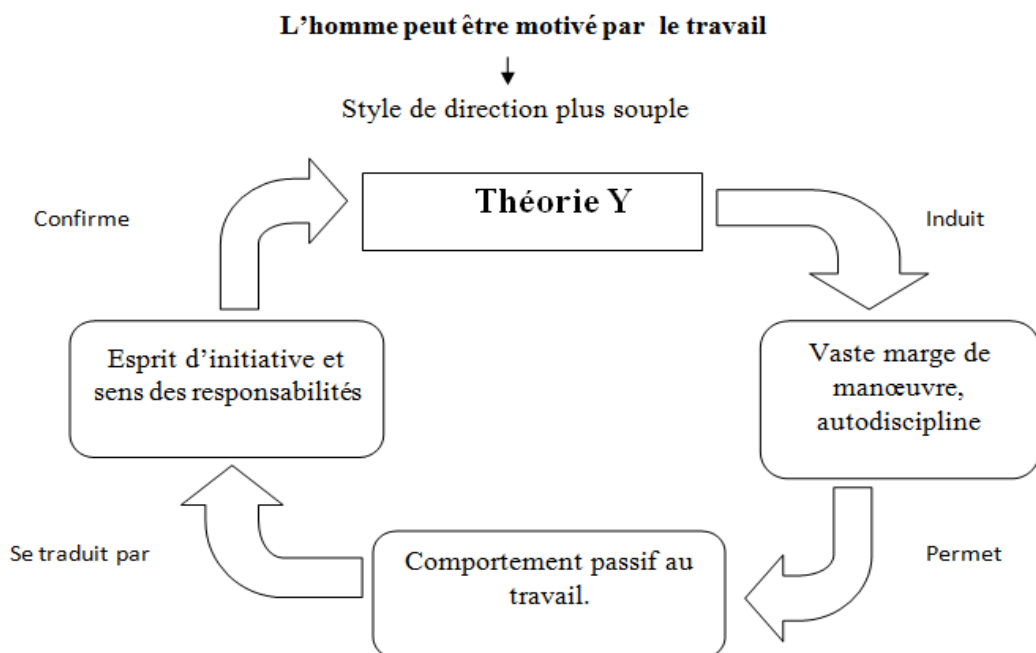 L'homme peut être motivé par le travail
Style de direction plus souple
Théorie Y
Confirme
Induit
Esprit d'initiative et
sens des responsabilités
Vaste marge de
manœuvre,
autodiscipline
Se traduit par
Comportement passif au
travail.
Permet